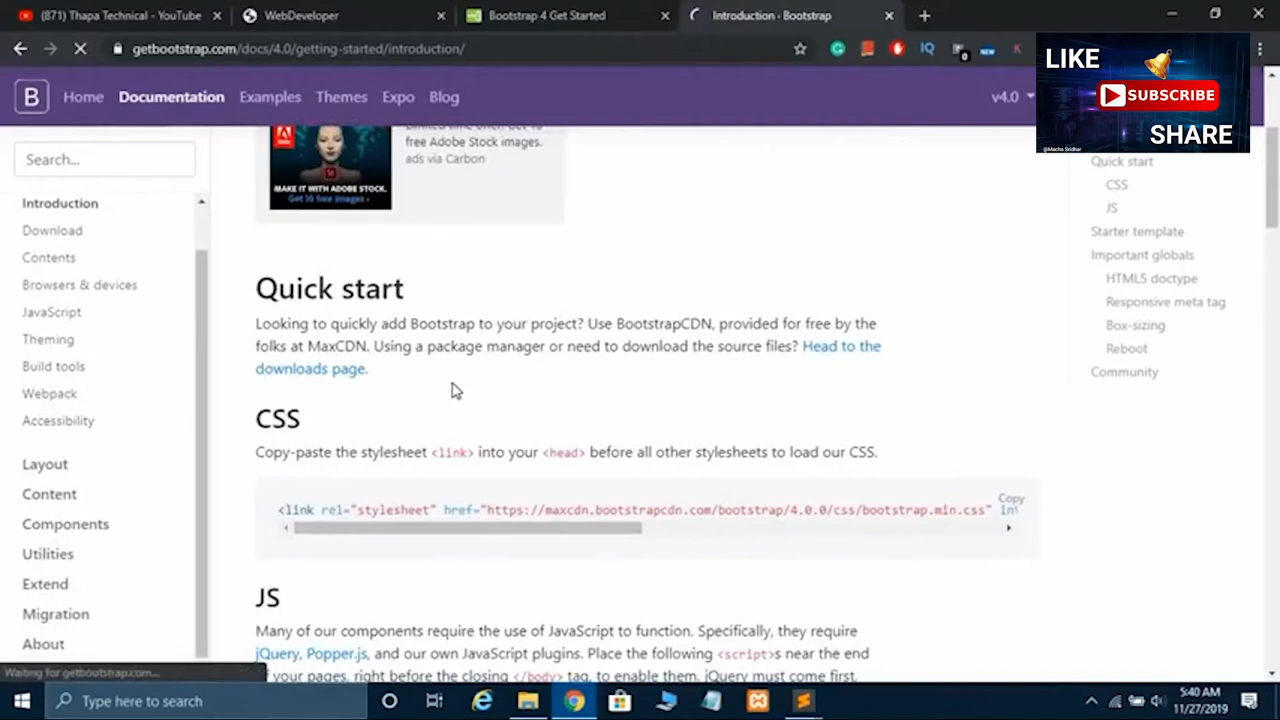 (871) Thapa Technical - YouTube
WebDeveloper
Bootstrap 4 Get Started
Introduction · Bootstrap
getbootstrap.com/docs/4.0/getting-started/introduction/
IQ
0
NEW
K
B
Home
Documentation
Examples
Themes
Blog
v4.0
LIKE
SUBSCRIBE
SHARE
@Macha Sridhar
Search...
free Adobe Stock images.
ads via Carbon
MAKE IT WITH ADOBE STOCK.
Get 10 free images ›
Introduction
Download
Contents
Browsers & devices
JavaScript
Theming
Build tools
Webpack
Accessibility
Layout
Content
Components
Utilities
Extend
Migration
About
Quick start
Looking to quickly add Bootstrap to your project? Use BootstrapCDN, provided for free by the
folks at MaxCDN. Using a package manager or need to download the source files? Head to the
downloads page.
CSS
Copy-paste the stylesheet <link> into your <head> before all other stylesheets to load our CSS.
Copy
<link rel="stylesheet" href="https://maxcdn.bootstrapcdn.com/bootstrap/4.0.0/css/bootstrap.min.css"
JS
Many of our components require the use of JavaScript to function. Specifically, they require
jQuery, Popper.js, and our own JavaScript plugins. Place the following <script>s near the end
of your pages, right before the closing </body> tag, to enable them. jQuery must come first,
Quick start
CSS
JS
Starter template
Important globals
HTML5 doctype
Responsive meta tag
Box-sizing
Reboot
Community
Waiting for getbootstrap.com...
Type here to search
5:40 AM
11/27/2019